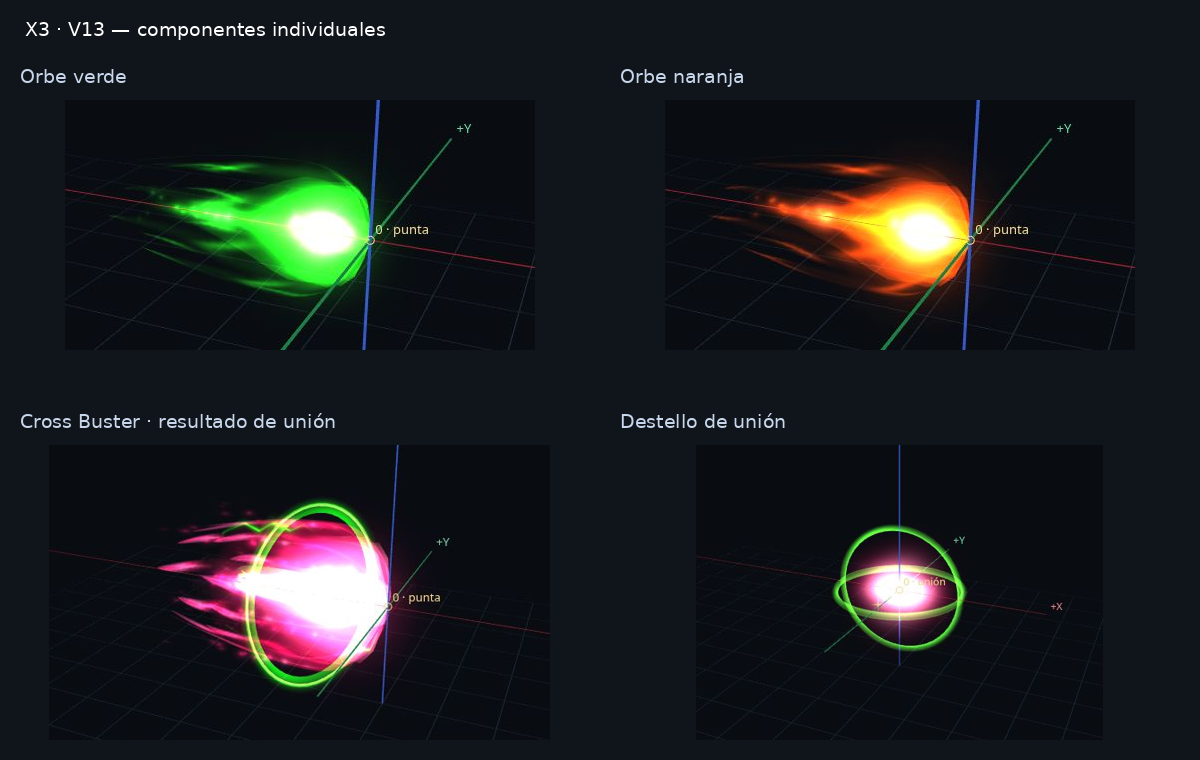 X3 · V13 — componentes individuales
Orbe verde
Orbe naranja
+Y
0 · punta
+Y
0 · punta
Cross Buster · resultado de unión
Destello de unión
+Y
0 · punta
+Y
0 · unión
+X